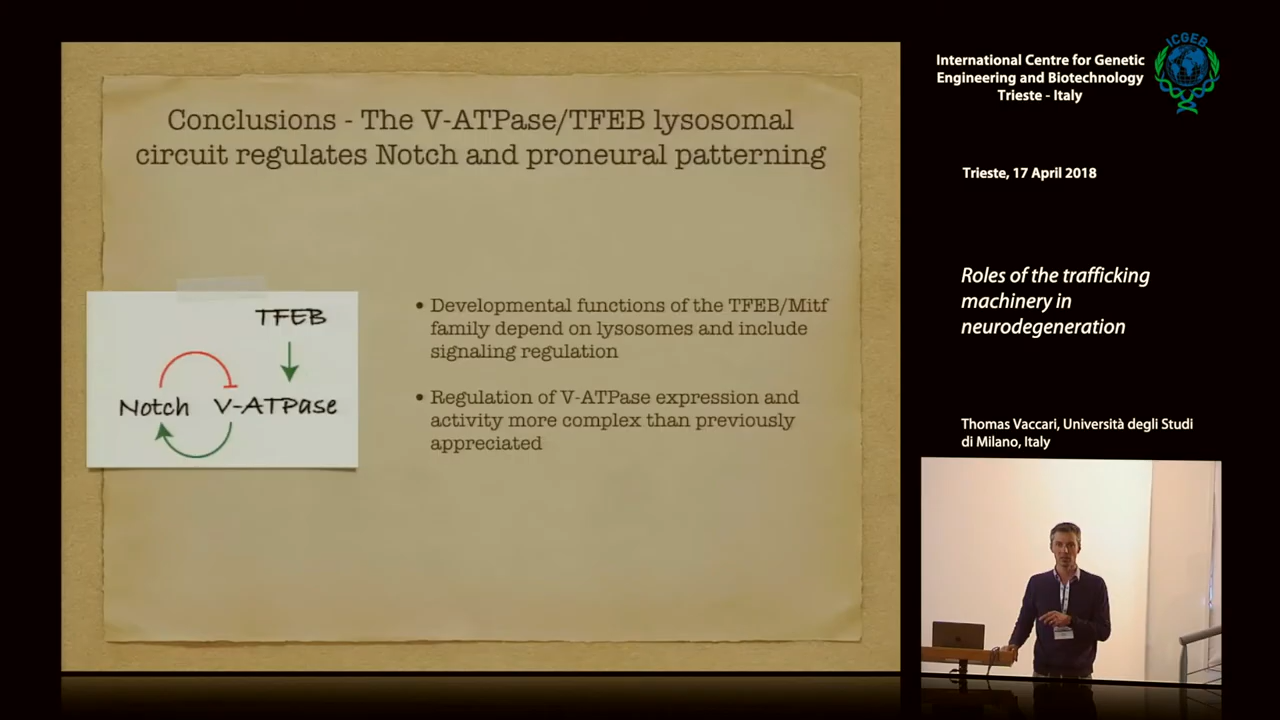 Conclusions - The V-ATPase/TFEB lysosomal
circuit regulates Notch and proneural patterning
TFEB
Notch V-ATPase
• Developmental functions of the TFEB/Mitf
family depend on lysosomes and include
signaling regulation
• Regulation of V-ATPase expression and
activity more complex than previously
appreciated
International Centre for Genetic
Engineering and Biotechnology
Trieste - Italy
ICGEB
Trieste, 17 April 2018
Roles of the trafficking
machinery in
neurodegeneration
Thomas Vaccari, Università degli Studi
di Milano, Italy